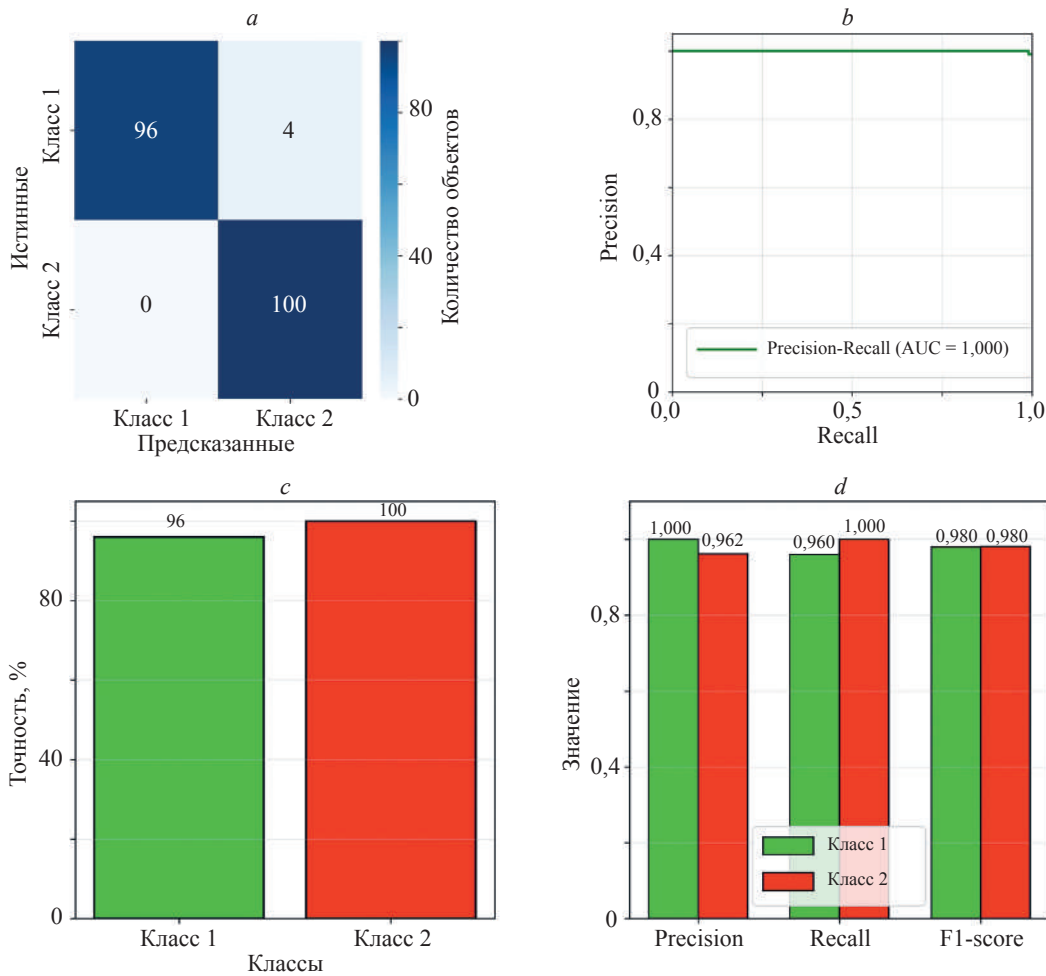 a
Истинные
Класс 1
Класс 2
96
4
0
100
Класс 1
Класс 2
Предсказанные
80
40
0
Количество объектов
b
Precision
0,8
0,4
0
Precision-Recall (AUC = 1,000)
0,0
0,5
1,0
Recall
c
Точность, %
80
40
0
96
100
Класс 1
Класс 2
Классы
d
Значение
0,8
0,4
0
1,000
0,962
0,960
1,000
0,980
0,980
Класс 1
Класс 2
Precision
Recall
F1-score